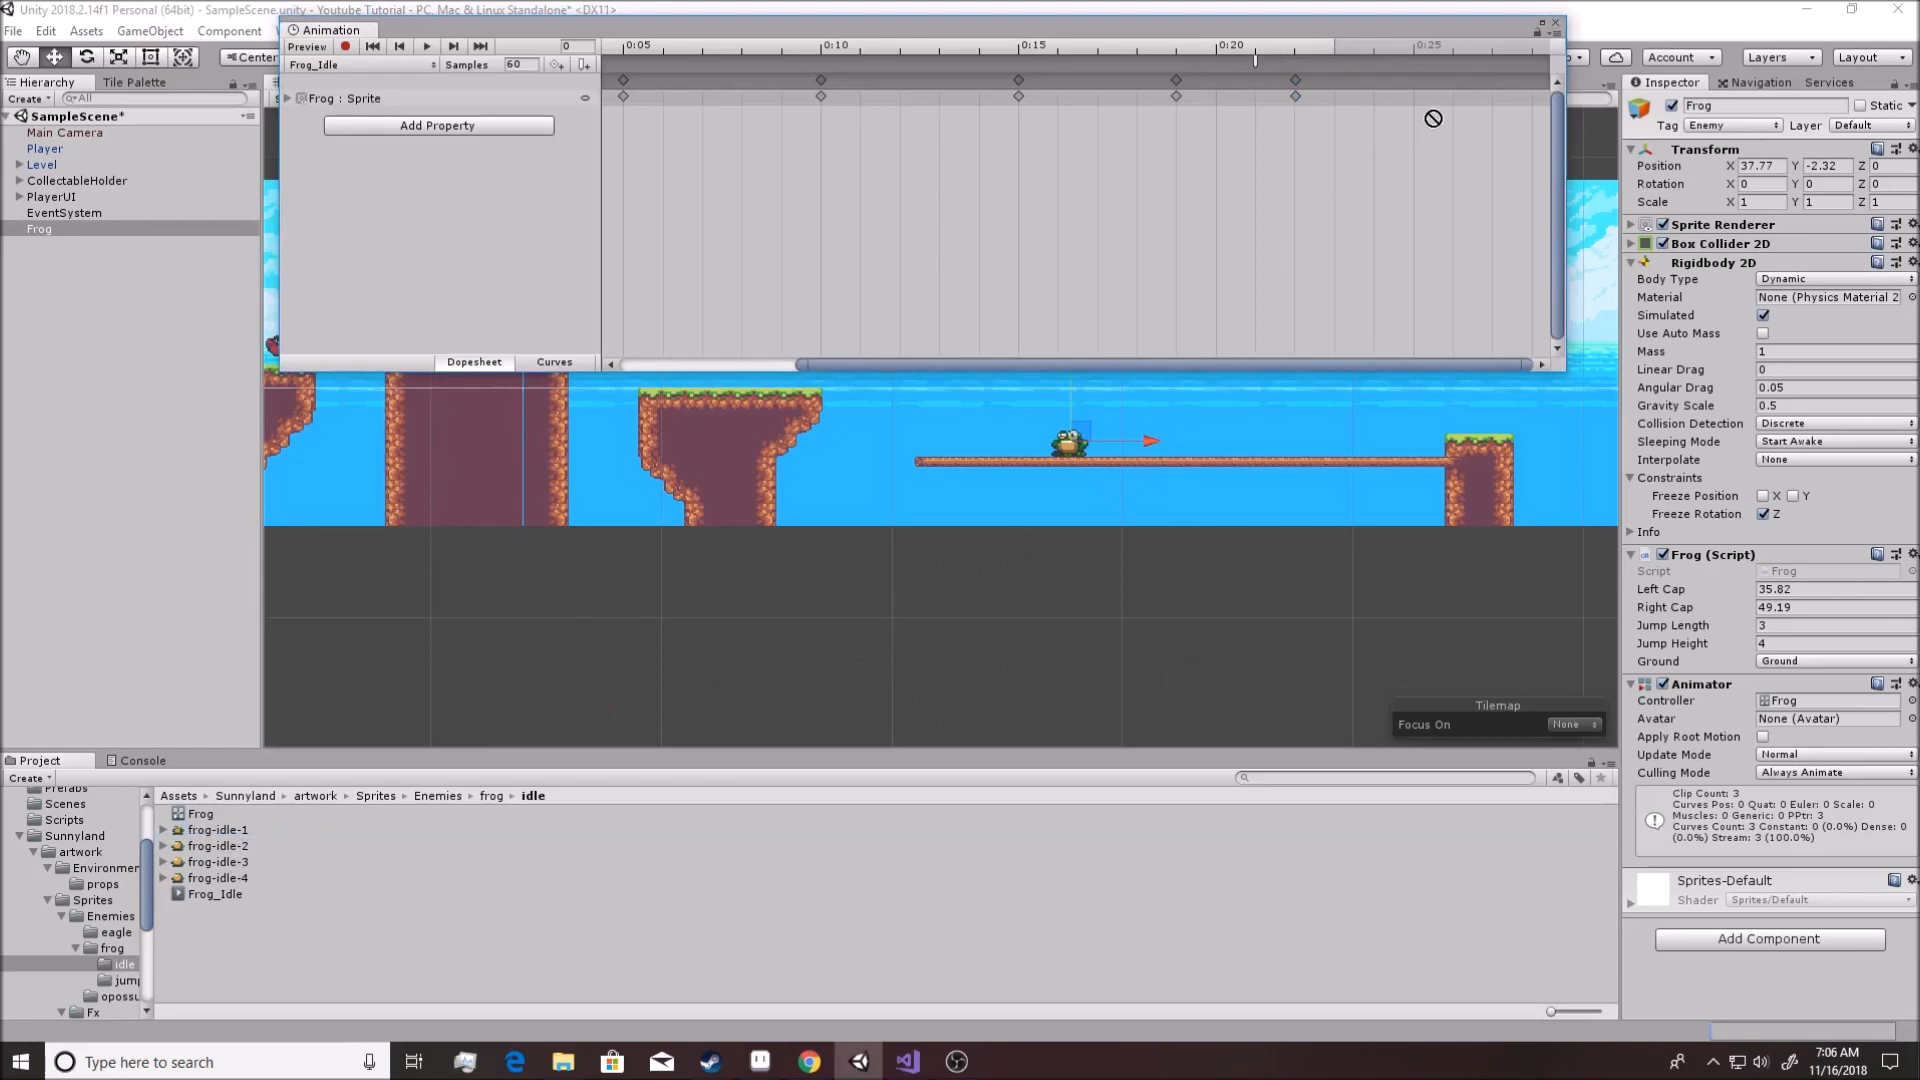 Unity 2018.2.14f1 Personal (64bit) - SampleScene.unity - Youtube Tutorial - PC, Mac & Linux Standalone* <DX11>
File Edit Assets GameObject Component
Center
Account Layers Layout
Animation
Preview 0 0:05 0:10 0:15 0:20 0:25
Frog_Idle Samples 60
Frog : Sprite
Add Property
Dopesheet Curves
Hierarchy Tile Palette
Create All
SampleScene*
Main Camera
Player
Level
CollectableHolder
PlayerUI
EventSystem
Frog
Tilemap
Focus On None
Inspector Navigation Services
Frog Static
Tag Enemy Layer Default
Transform
Position X 37.77 Y -2.32 Z 0
Rotation X 0 Y 0 Z 0
Scale X 1 Y 1 Z 1
Sprite Renderer
Box Collider 2D
Rigidbody 2D
Body Type Dynamic
Material None (Physics Material 2
Simulated
Use Auto Mass
Mass 1
Linear Drag 0
Angular Drag 0.05
Gravity Scale 0.5
Collision Detection Discrete
Sleeping Mode Start Awake
Interpolate None
Constraints
Freeze Position X Y
Freeze Rotation Z
Info
Frog (Script)
Script Frog
Left Cap 35.82
Right Cap 49.19
Jump Length 3
Jump Height 4
Ground Ground
Animator
Controller Frog
Avatar None (Avatar)
Apply Root Motion
Update Mode Normal
Culling Mode Always Animate
Clip Count: 3
Curves Pos: 0 Quat: 0 Euler: 0 Scale: 0
Muscles: 0 Generic: 0 PPtr: 3
Curves Count: 3 Constant: 0 (0.0%) Dense: 0
(0.0%) Stream: 3 (100.0%)
Sprites-Default
Shader Sprites/Default
Add Component
Project Console
Create
Prefabs
Scenes
Scripts
Sunnyland
artwork
Environmer
props
Sprites
Enemies
eagle
frog
idle
jump
opossu
Fx
Assets Sunnyland artwork Sprites Enemies frog idle
Frog
frog-idle-1
frog-idle-2
frog-idle-3
frog-idle-4
Frog_Idle
Type here to search
7:06 AM
11/16/2018